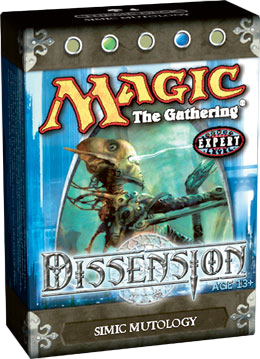 MAGIC
The Gathering®
EXPERT
LEVEL
DISSENSION
AGE 13+
SIMIC MUTOLOGY